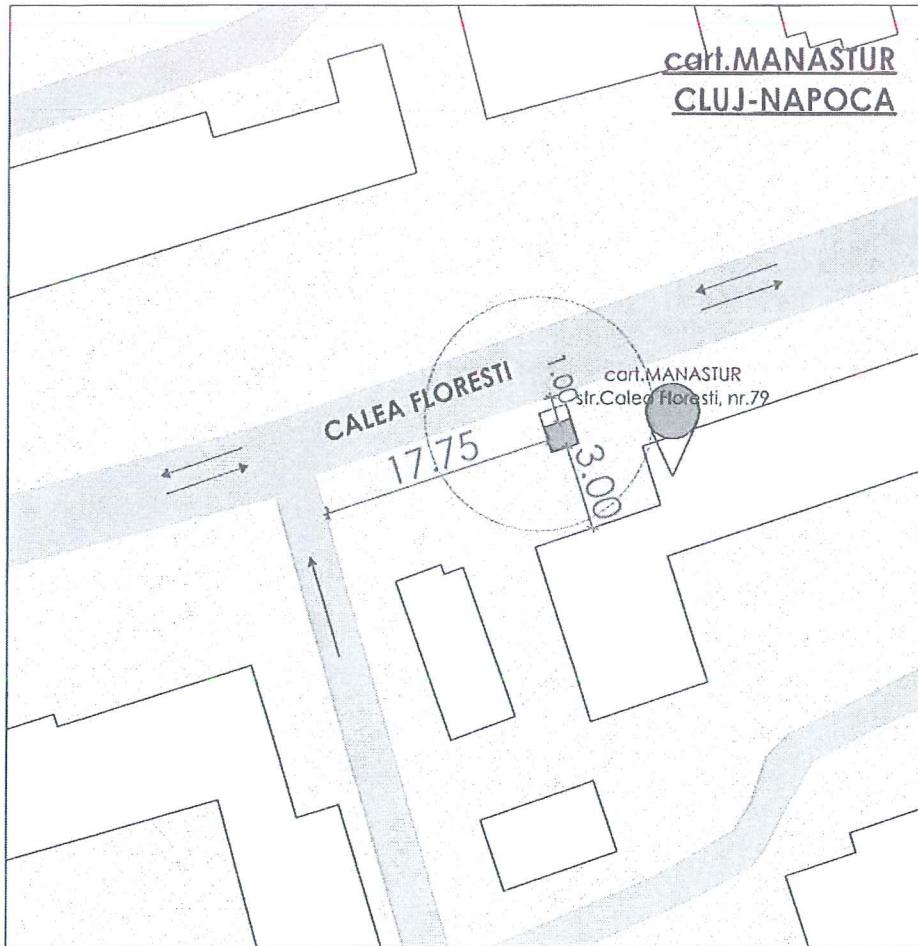 cart.MANASTUR
CLUJ-NAPOCA
1.00
cart.MANASTUR
str.Calea Floresti, nr.79
CALEA FLORESTI
17.75
3.00